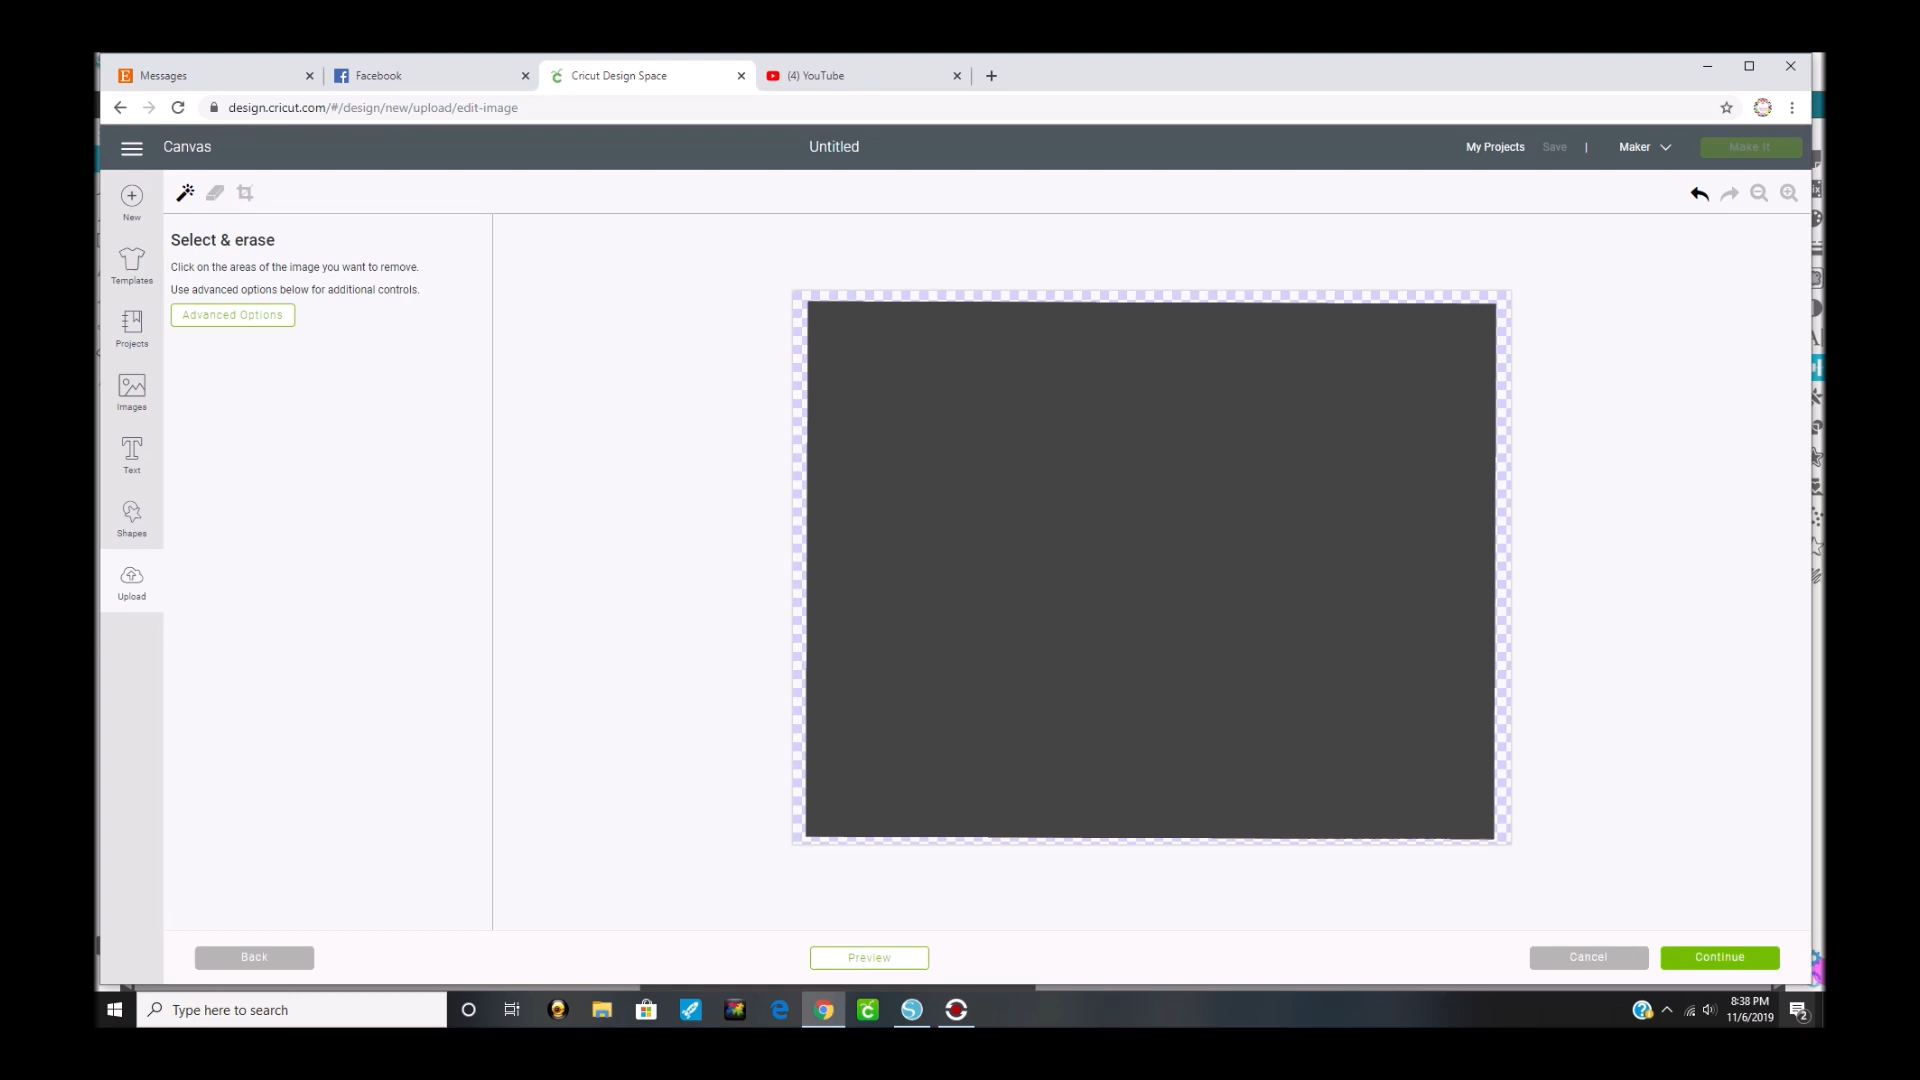 Messages
Facebook
Cricut Design Space
(4) YouTube
design.cricut.com/#/design/new/upload/edit-image
Canvas
Untitled
My Projects
Save
|
Maker
Make It
New
Templates
Projects
Images
Text
Shapes
Upload
Select & erase
Click on the areas of the image you want to remove.
Use advanced options below for additional controls.
Advanced Options
Back
Preview
Cancel
Continue
Type here to search
8:38 PM
11/6/2019
2